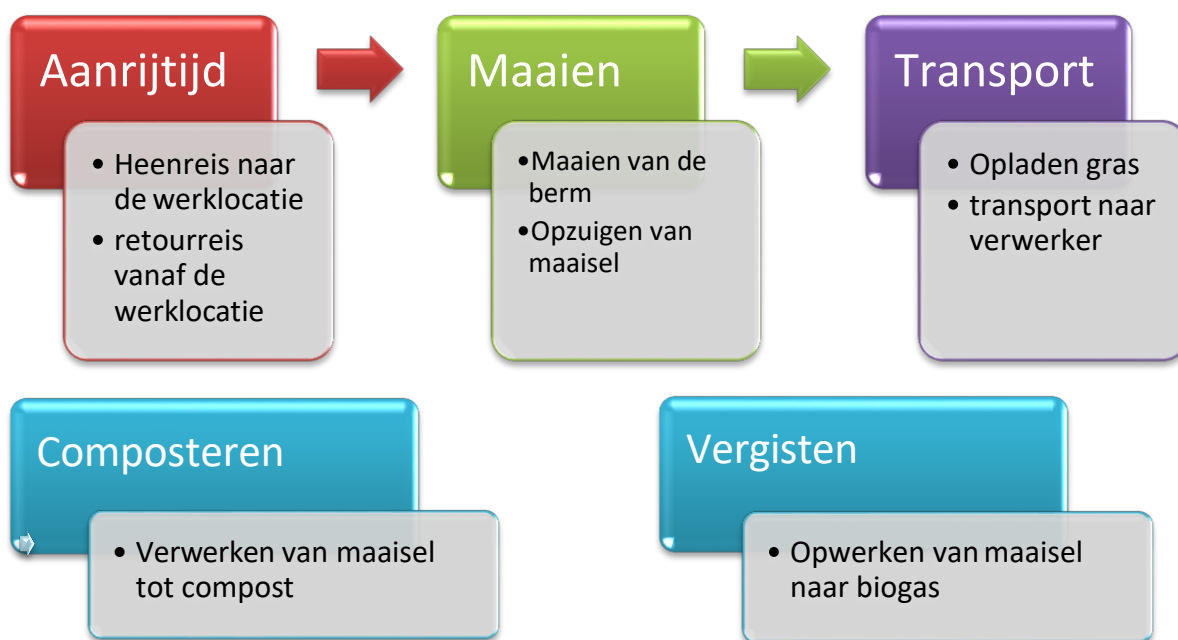 Aanrijtijd
• Heenreis naar
de werklocatie
• retourreis
vanaf de
werklocatie
Maaien
•Maaien van de
berm
•Opzuigen van
maaisel
Transport
• Opladen gras
• transport naar
verwerker
Composteren
• Verwerken van maaisel
tot compost
Vergisten
• Opwerken van maaisel
naar biogas